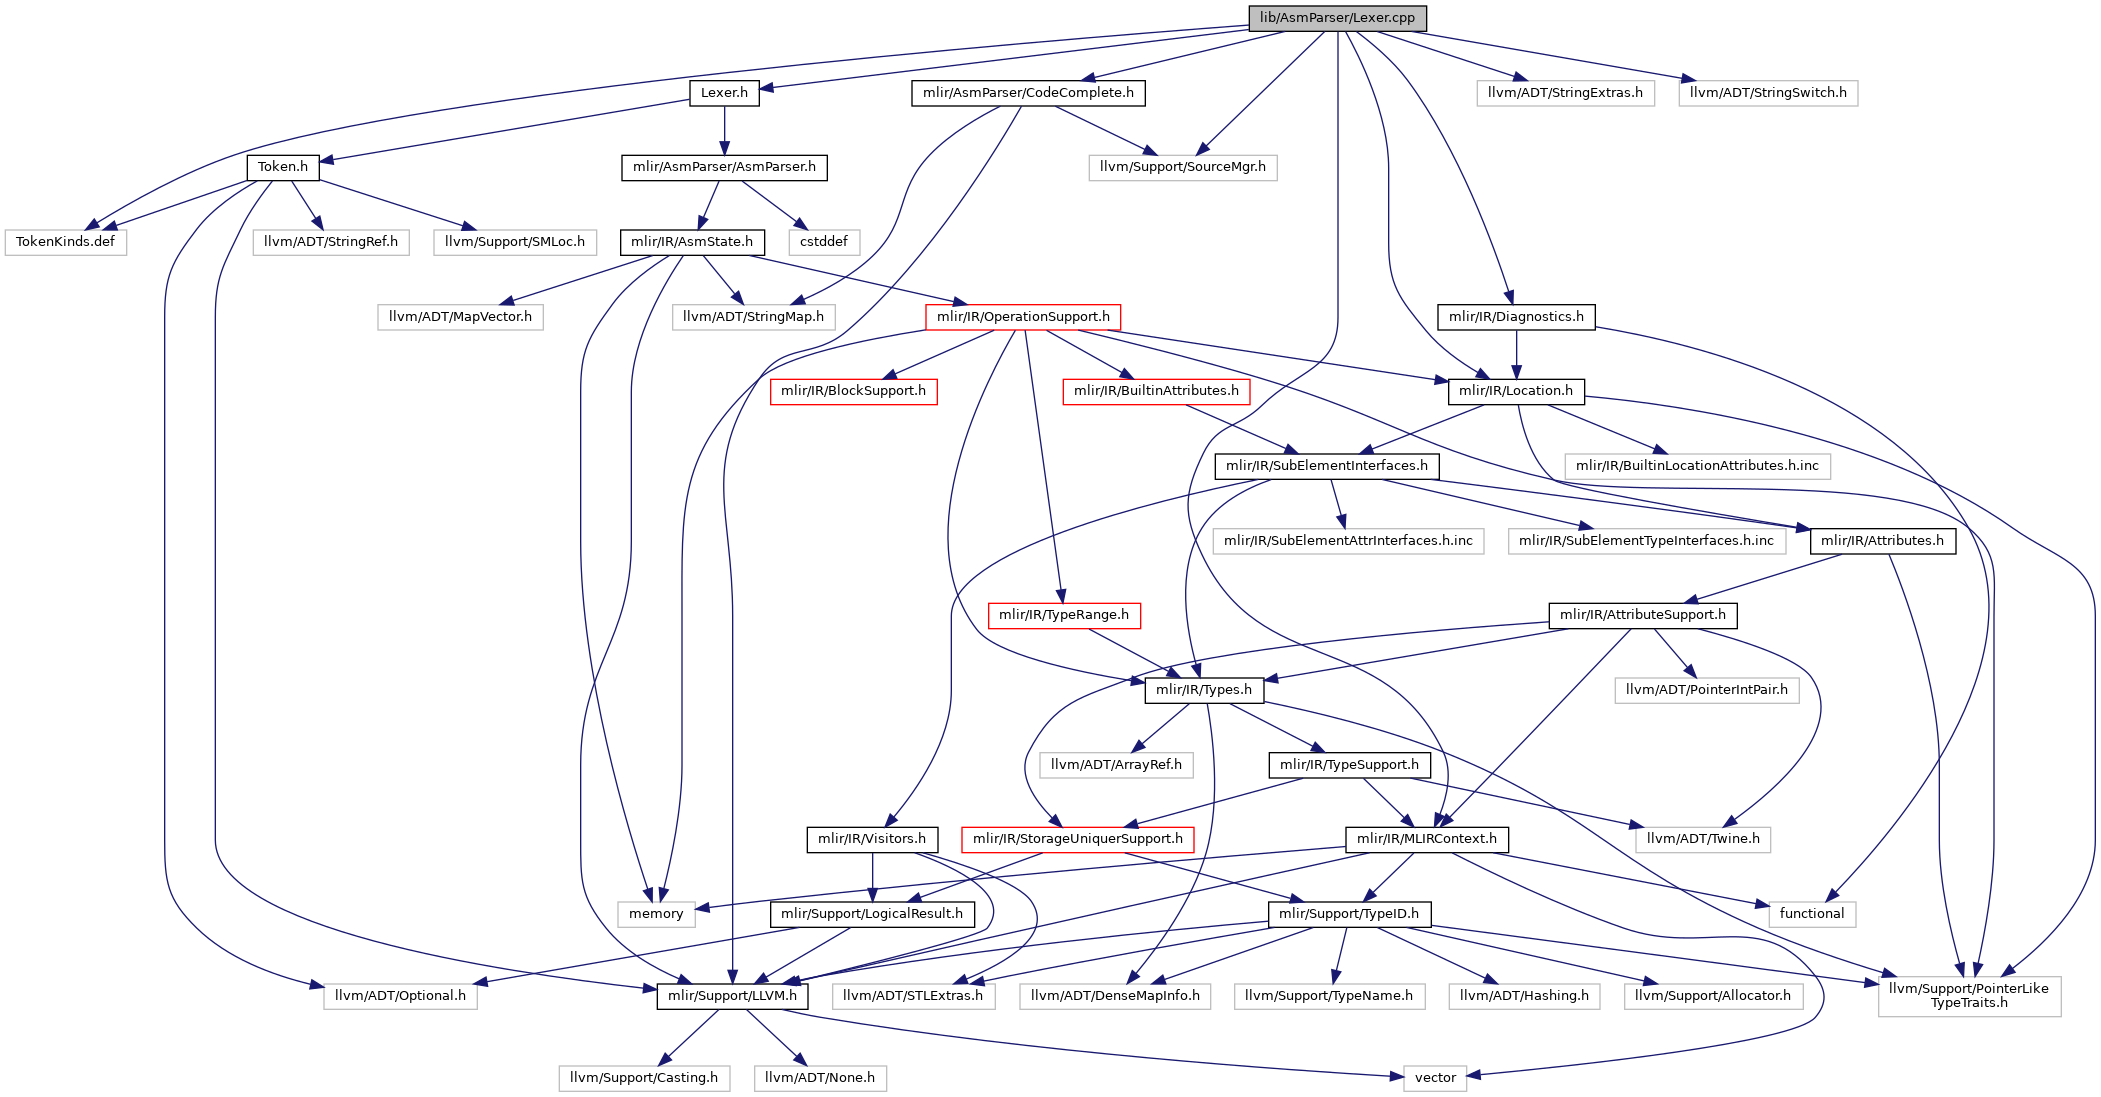 lib/AsmParser/Lexer.cpp
Lexer.h
mlir/AsmParser/CodeComplete.h
llvm/ADT/StringExtras.h
llvm/ADT/StringSwitch.h
Token.h
mlir/AsmParser/AsmParser.h
llvm/Support/SourceMgr.h
TokenKinds.def
llvm/ADT/StringRef.h
llvm/Support/SMLoc.h
mlir/IR/AsmState.h
cstddef
llvm/ADT/MapVector.h
llvm/ADT/StringMap.h
mlir/IR/OperationSupport.h
mlir/IR/Diagnostics.h
mlir/IR/BlockSupport.h
mlir/IR/BuiltinAttributes.h
mlir/IR/Location.h
mlir/IR/SubElementInterfaces.h
mlir/IR/BuiltinLocationAttributes.h.inc
mlir/IR/SubElementAttrInterfaces.h.inc
mlir/IR/SubElementTypeInterfaces.h.inc
mlir/IR/Attributes.h
mlir/IR/TypeRange.h
mlir/IR/AttributeSupport.h
mlir/IR/Types.h
llvm/ADT/PointerIntPair.h
llvm/ADT/ArrayRef.h
mlir/IR/TypeSupport.h
mlir/IR/Visitors.h
mlir/IR/StorageUniquerSupport.h
mlir/IR/MLIRContext.h
llvm/ADT/Twine.h
memory
mlir/Support/LogicalResult.h
mlir/Support/TypeID.h
functional
llvm/ADT/Optional.h
mlir/Support/LLVM.h
llvm/ADT/STLExtras.h
llvm/ADT/DenseMapInfo.h
llvm/Support/TypeName.h
llvm/ADT/Hashing.h
llvm/Support/Allocator.h
llvm/Support/PointerLike
TypeTraits.h
llvm/Support/Casting.h
llvm/ADT/None.h
vector